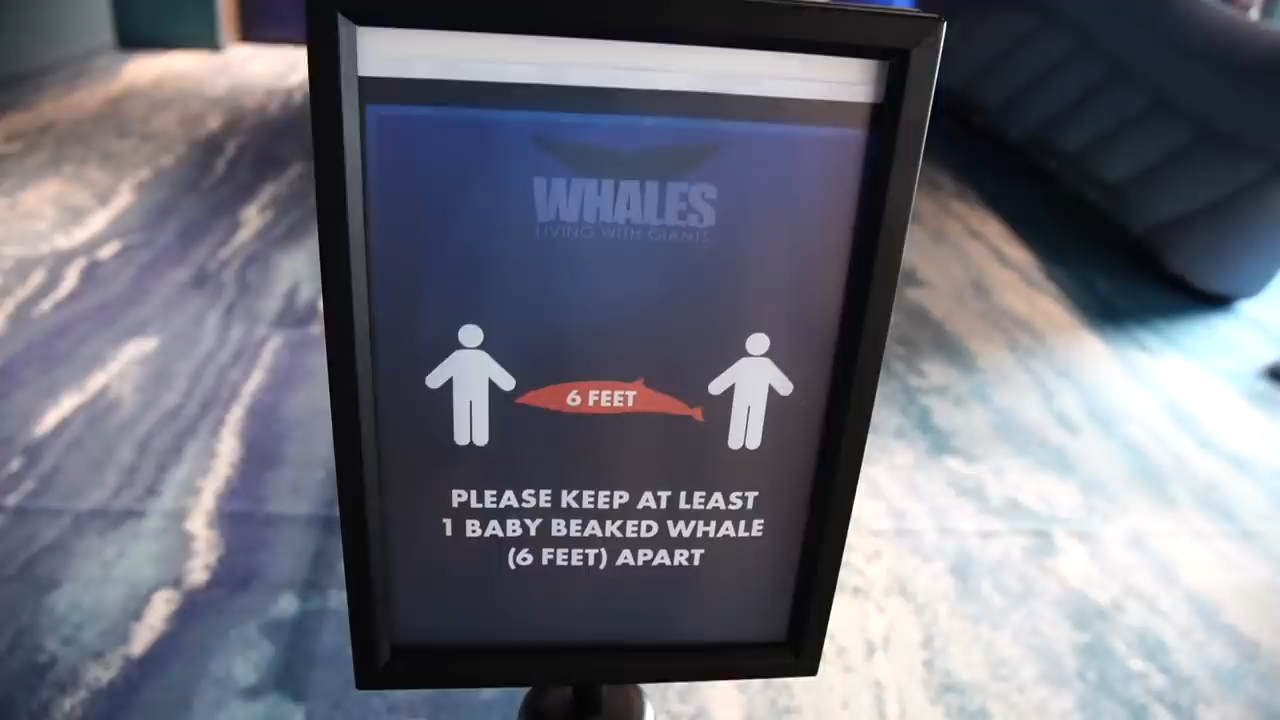 WHALES
LIVING WITH GIANTS
6 FEET
PLEASE KEEP AT LEAST
1 BABY BEAKED WHALE
(6 FEET) APART